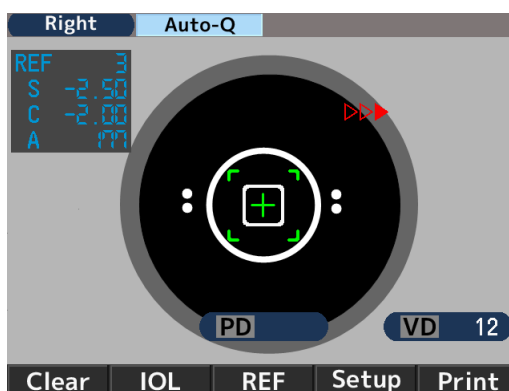 Right Auto-Q
REF 3
S -2.50
C -2.00
A 177
PD VD 12
Clear IOL REF Setup Print